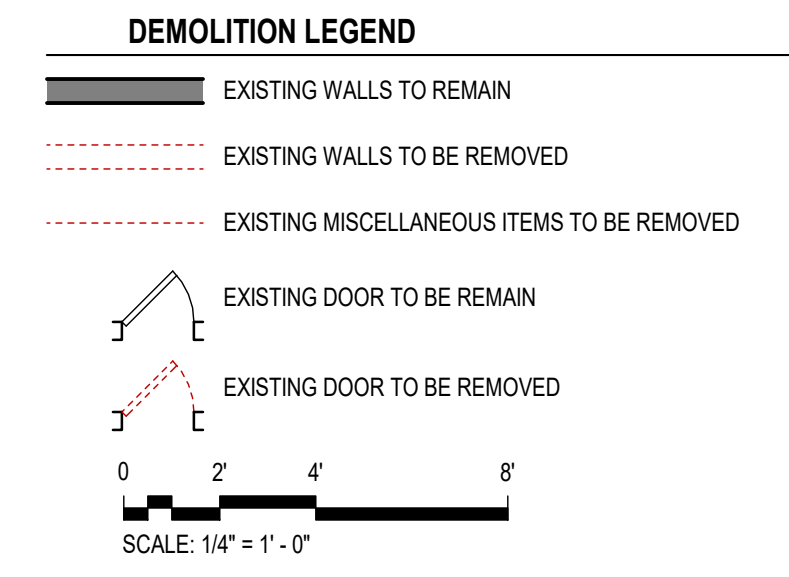 DEMOLITION LEGEND
EXISTING WALLS TO REMAIN
EXISTING WALLS TO BE REMOVED
EXISTING MISCELLANEOUS ITEMS TO BE REMOVED
EXISTING DOOR TO BE REMAIN
EXISTING DOOR TO BE REMOVED
0 2' 4' 8'
SCALE: 1/4" = 1' - 0"